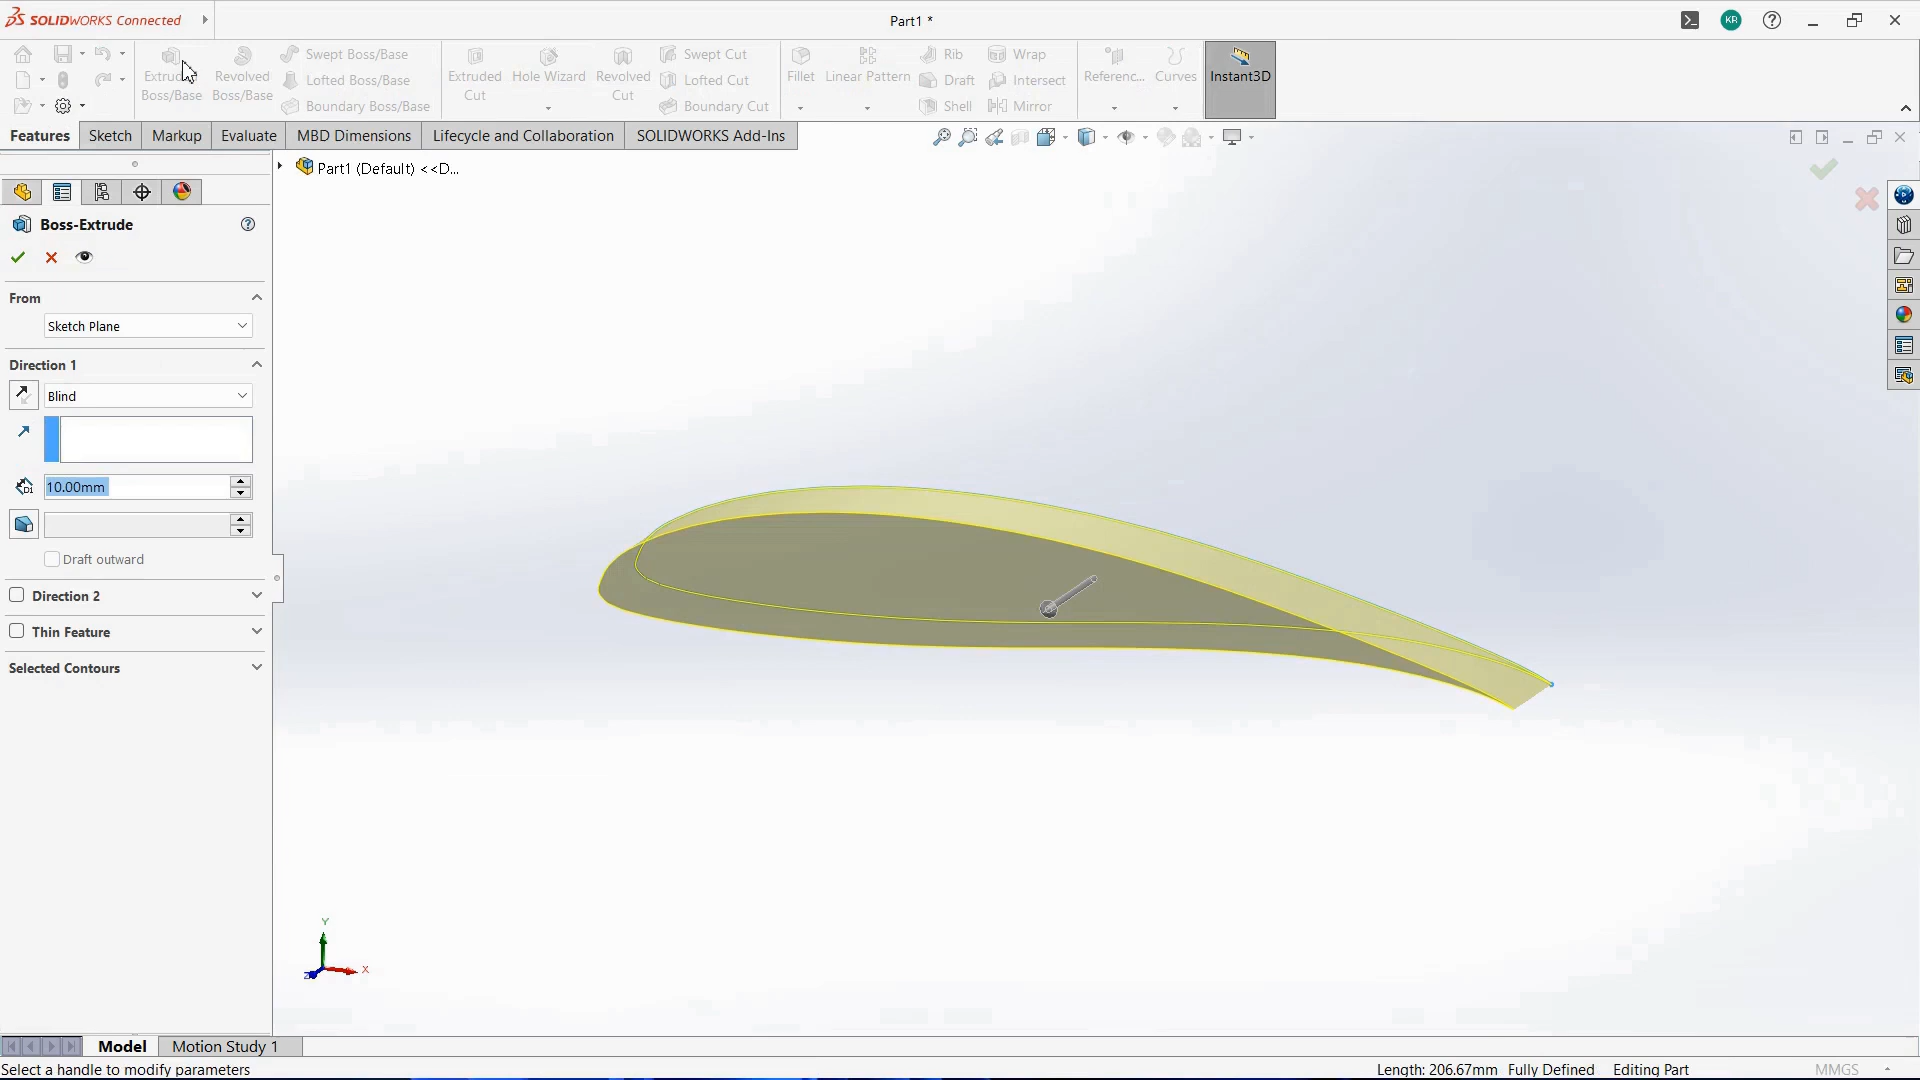 SOLIDWORKS Connected
Part1 *
KR
Extruded Boss/Base
Revolved Boss/Base
Swept Boss/Base
Lofted Boss/Base
Boundary Boss/Base
Extruded Cut
Hole Wizard
Revolved Cut
Swept Cut
Lofted Cut
Boundary Cut
Fillet
Linear Pattern
Rib
Draft
Shell
Wrap
Intersect
Mirror
Referenc...
Curves
Instant3D
Features
Sketch
Markup
Evaluate
MBD Dimensions
Lifecycle and Collaboration
SOLIDWORKS Add-Ins
Part1 (Default) <<D...
Boss-Extrude
From
Sketch Plane
Direction 1
Blind
D1
10.00mm
Draft outward
Direction 2
Thin Feature
Selected Contours
Y
X
Z
Model
Motion Study 1
Select a handle to modify parameters
Length: 206.67mm
Fully Defined
Editing Part
MMGS